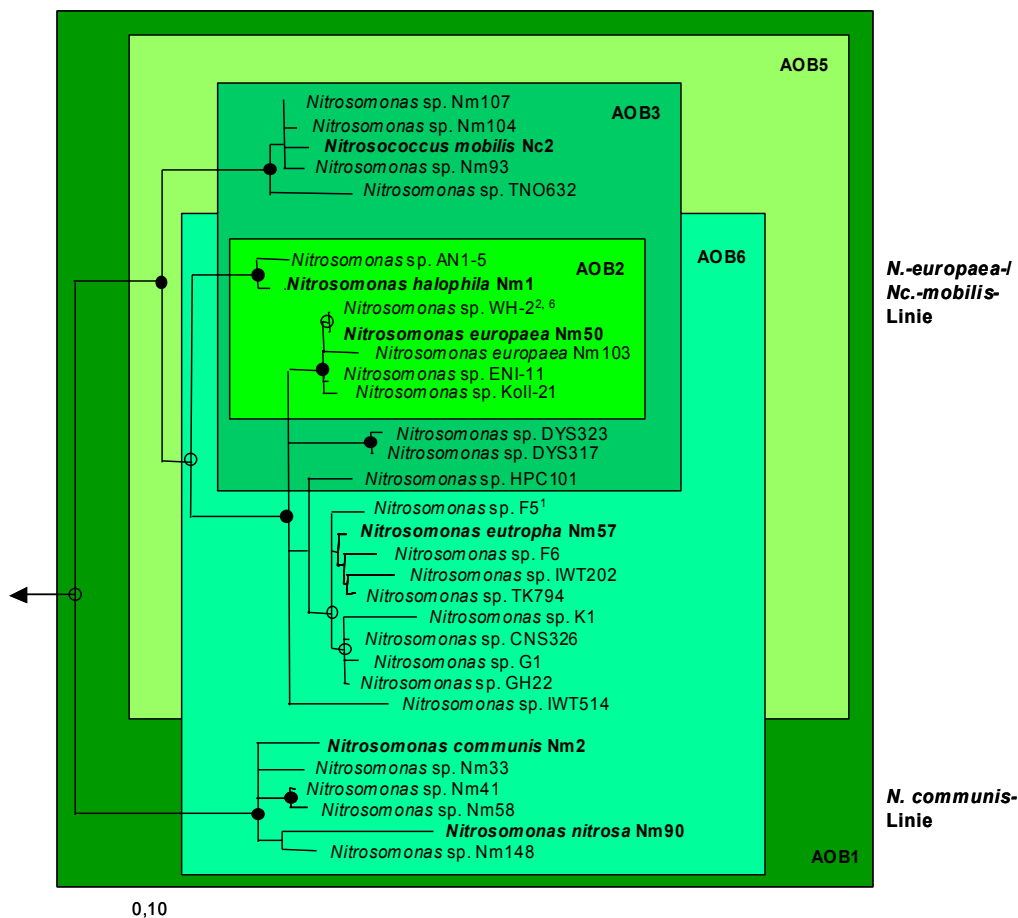 AOB5
Nitrosomonas sp. Nm107
AOB3
Nitrosomonas sp. Nm104
Nitrosococcus mobilis Nc2
Nitrosomonas sp. Nm93
Nitrosomonas sp. TNO632
AOB6
Nitrosomonas sp. AN1-5
AOB2
Nitrosomonas halophila Nm1
N.-europaea-/
Nc.-mobilis-
Linie
Nitrosomonas sp. WH-2²,⁶
Nitrosomonas europaea Nm50
Nitrosomonas europaea Nm103
Nitrosomonas sp. ENI-11
Nitrosomonas sp. Koll-21
Nitrosomonas sp. DYS323
Nitrosomonas sp. DYS317
Nitrosomonas sp. HPC101
Nitrosomonas sp. F5¹
Nitrosomonas eutropha Nm57
Nitrosomonas sp. F6
Nitrosomonas sp. IWT202
Nitrosomonas sp. TK794
Nitrosomonas sp. K1
Nitrosomonas sp. CNS326
Nitrosomonas sp. G1
Nitrosomonas sp. GH22
Nitrosomonas sp. IWT514
Nitrosomonas communis Nm2
Nitrosomonas sp. Nm33
Nitrosomonas sp. Nm41
Nitrosomonas sp. Nm58
N. communis-
Linie
Nitrosomonas nitrosa Nm90
Nitrosomonas sp. Nm148
AOB1
0,10